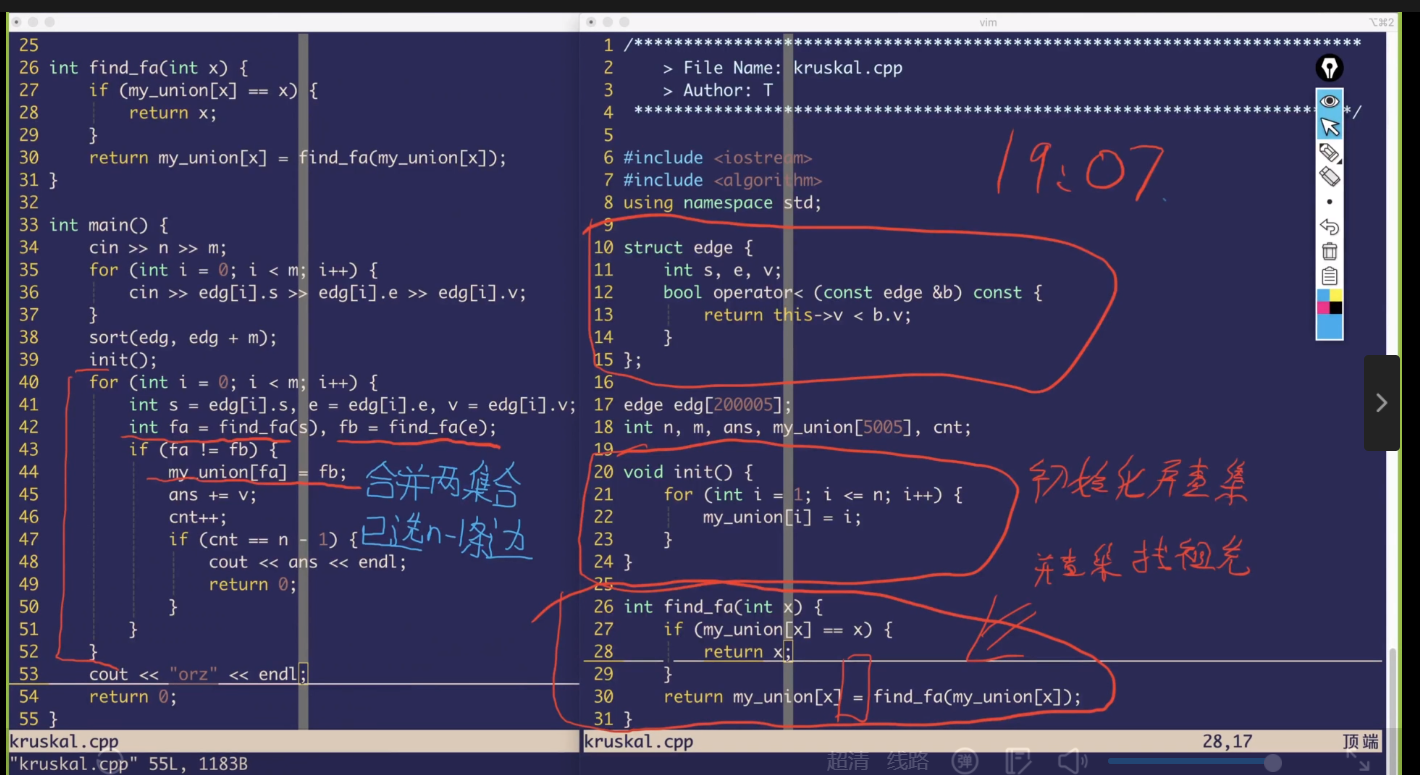 vim
⌥⌘2
25
26 int find_fa(int x) {
27     if (my_union[x] == x) {
28         return x;
29     }
30     return my_union[x] = find_fa(my_union[x]);
31 }
32
33 int main() {
34     cin >> n >> m;
35     for (int i = 0; i < m; i++) {
36         cin >> edg[i].s >> edg[i].e >> edg[i].v;
37     }
38     sort(edg, edg + m);
39     init();
40     for (int i = 0; i < m; i++) {
41         int s = edg[i].s, e = edg[i].e, v = edg[i].v;
42         int fa = find_fa(s), fb = find_fa(e);
43         if (fa != fb) {
44             my_union[fa] = fb;
合并两集合
45             ans += v;
46             cnt++;
47             if (cnt == n - 1) {
已选n-1条边
48                 cout << ans << endl;
49                 return 0;
50             }
51         }
52     }
53     cout << "orz" << endl;
54     return 0;
55 }
kruskal.cpp
"kruskal.cpp" 55L, 1183B
1 /*************************************************************************
2     > File Name: kruskal.cpp
3     > Author: T
4  ************************************************************************/
5
6 #include <iostream>
7 #include <algorithm>
8 using namespace std;
19:07
9
10 struct edge {
11     int s, e, v;
12     bool operator< (const edge &b) const {
13         return this->v < b.v;
14     }
15 };
16
17 edge edg[200005];
18 int n, m, ans, my_union[5005], cnt;
19
20 void init() {
21     for (int i = 1; i <= n; i++) {
22         my_union[i] = i;
23     }
24 }
初始化并查集
并查集找祖先
25
26 int find_fa(int x) {
27     if (my_union[x] == x) {
28         return x;
29     }
30     return my_union[x] = find_fa(my_union[x]);
31 }
kruskal.cpp
28,17
顶端
超清 线路
弹